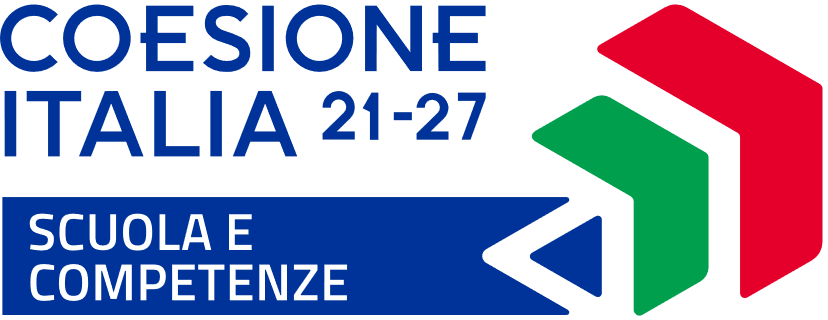 COESIONE
ITALIA 21-27
SCUOLA E
COMPETENZE